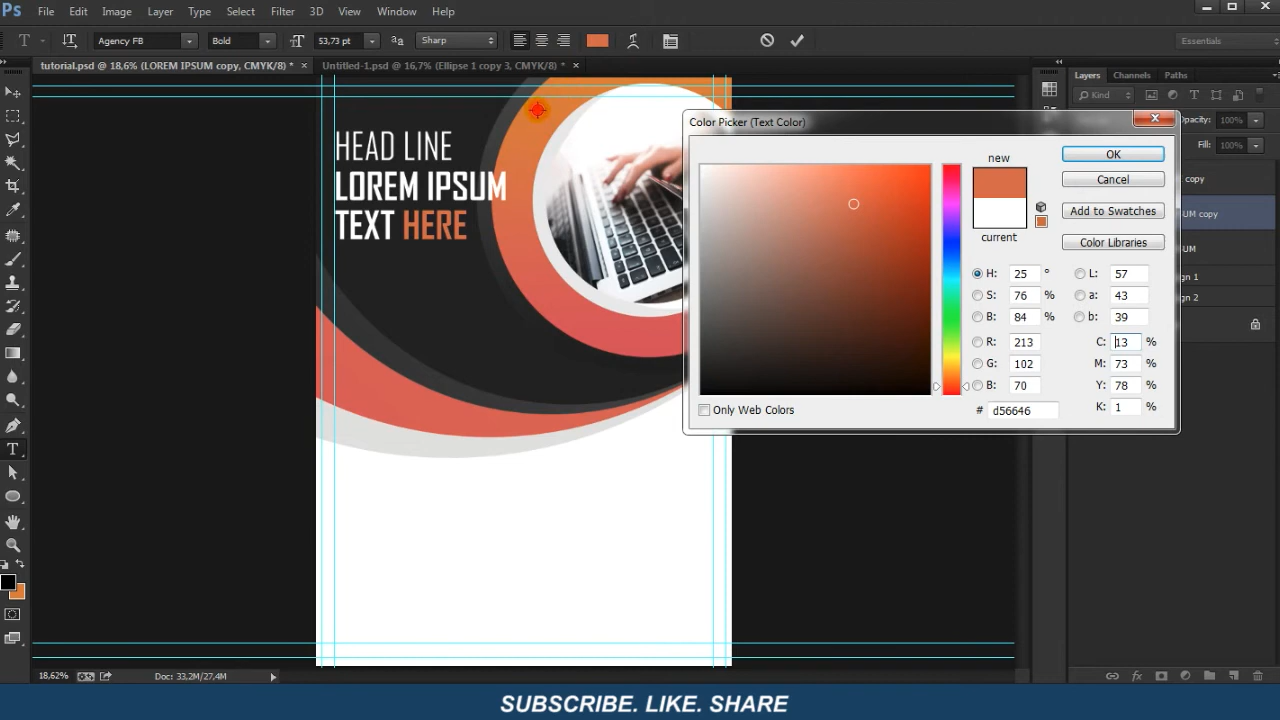 Ps File Edit Image Layer Type Select Filter 3D View Window Help
T Agency FB Bold 53,73 pt aa Sharp Essentials
tutorial.psd @ 18,6% (LOREM IPSUM copy, CMYK/8) * × Untitled-1.psd @ 16,7% (Ellipse 1 copy 3, CMYK/8) * ×
Layers Channels Paths
Kind
Opacity: 100%
Fill: 100%
copy
UM copy
UM
gn 1
gn 2
HEAD LINE
LOREM IPSUM
TEXT HERE
Color Picker (Text Color)
new
current
OK
Cancel
Add to Swatches
Color Libraries
H: 25 ° L: 57
S: 76 % a: 43
B: 84 % b: 39
R: 213 C: 13 %
G: 102 M: 73 %
B: 70 Y: 78 %
# d56646 K: 1 %
Only Web Colors
18,62% Doc: 33,2M/27,4M
SUBSCRIBE. LIKE. SHARE